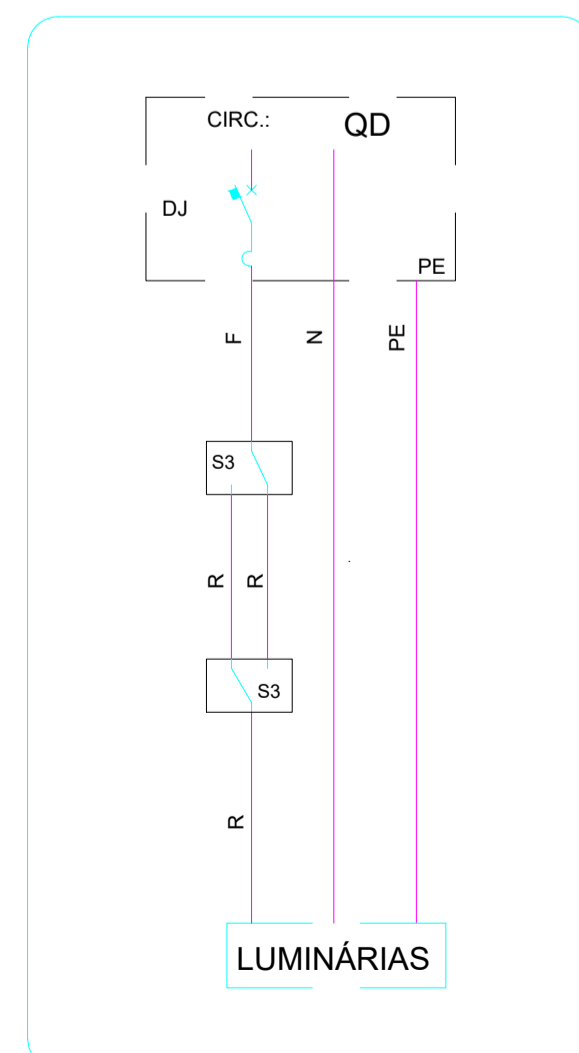 CIRC.: QD
DJ
PE
F N PE
S3
R R
S3
R
LUMINÁRIAS